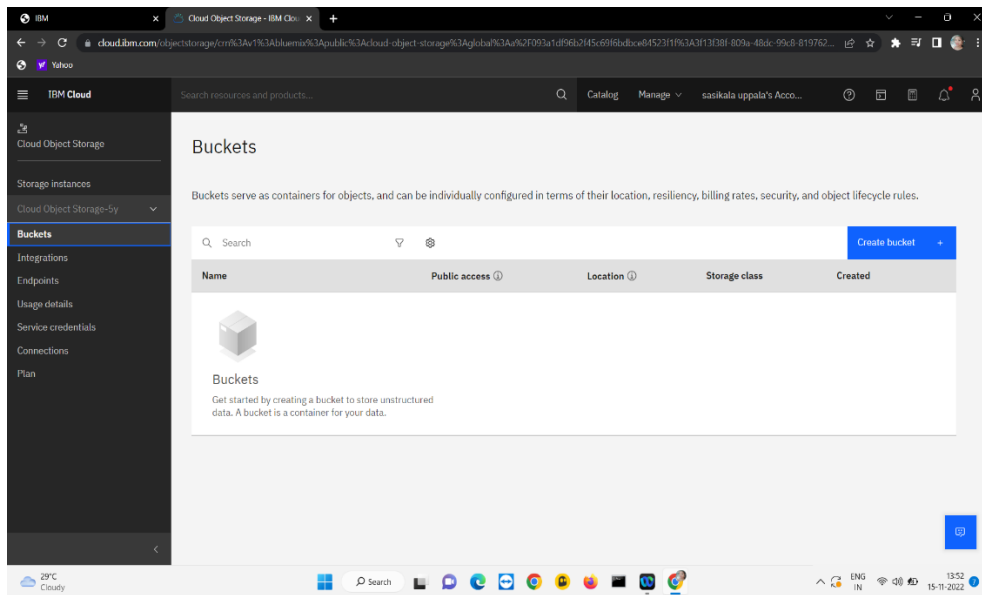 IBM
Cloud Object Storage - IBM Clou
cloud.ibm.com/objectstorage/crn%3Av1%3Abluemix%3Apublic%3Acloud-object-storage%3Aglobal%3Aa%2F093a1df96b2f45c69f6bdbce84523f1f%3A3f13f38f-809a-48dc-99c8-819762...
Yahoo
IBM Cloud
Search resources and products...
Catalog
Manage
sasikala uppala's Acco...
Cloud Object Storage
Storage instances
Cloud Object Storage-5y
Buckets
Integrations
Endpoints
Usage details
Service credentials
Connections
Plan
Buckets
Buckets serve as containers for objects, and can be individually configured in terms of their location, resiliency, billing rates, security, and object lifecycle rules.
Search
Create bucket +
Name Public access Location Storage class Created
Buckets
Get started by creating a bucket to store unstructured
data. A bucket is a container for your data.
29°C
Cloudy
Search
ENG
IN
13:52
15-11-2022
7